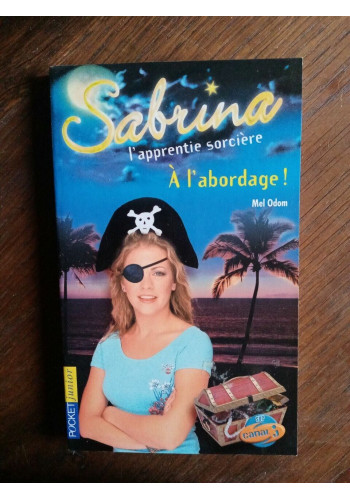 Sabrina
l'apprentie sorcière
À l'abordage !
Mel Odom
POCKET junior
canal J